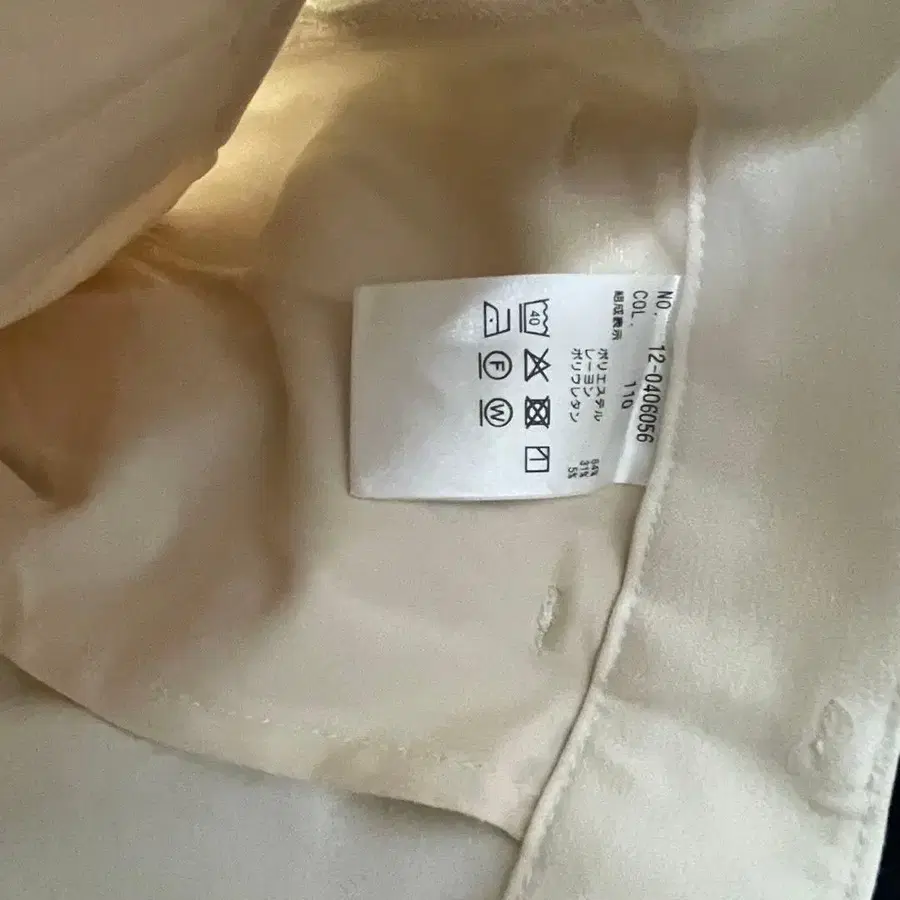 NO. 12-0406056
COL. 110
組成表示
ポリエステル 64%
レーヨン 31%
ポリウレタン 5%
40
F
W